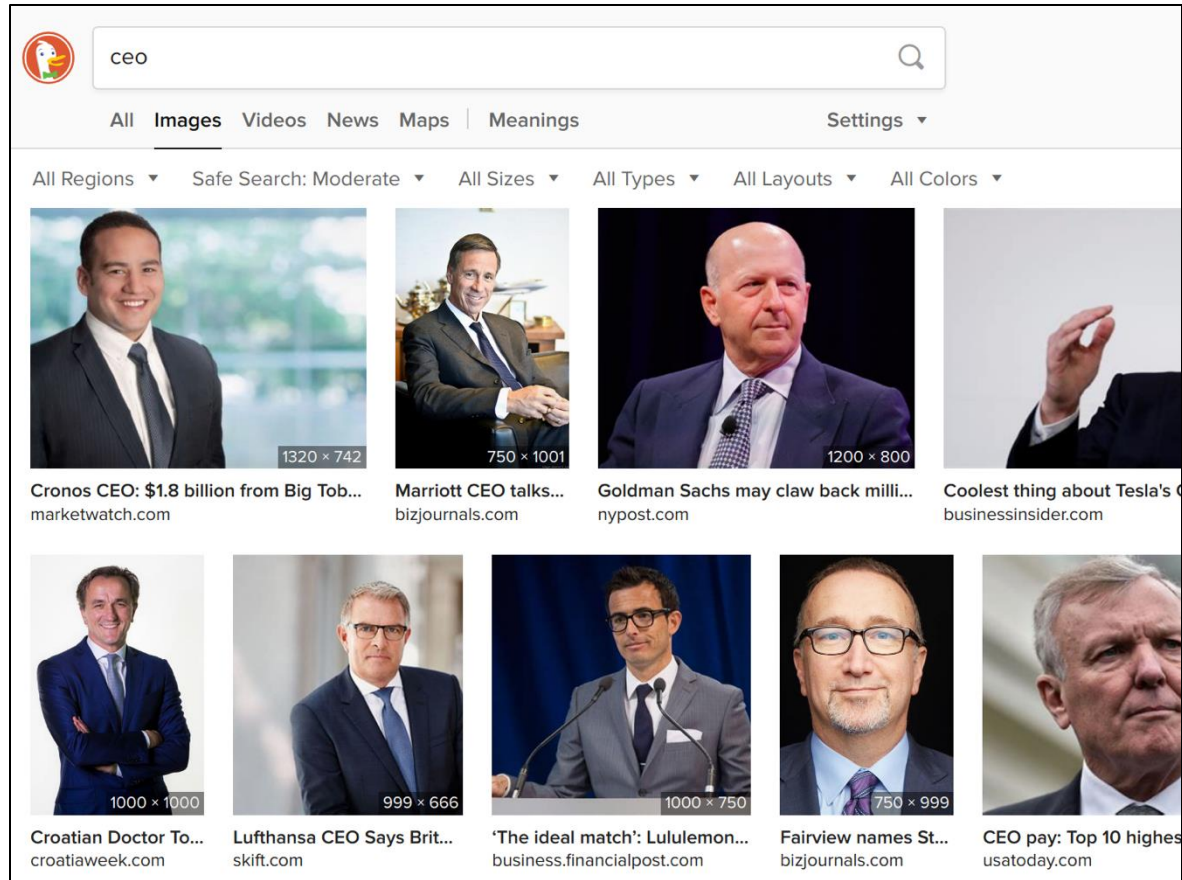 ceo
All Images Videos News Maps Meanings Settings
All Regions Safe Search: Moderate All Sizes All Types All Layouts All Colors
1320 × 742
750 × 1001
1200 × 800
Cronos CEO: $1.8 billion from Big Tob...
marketwatch.com
Marriott CEO talks...
bizjournals.com
Goldman Sachs may claw back milli...
nypost.com
Coolest thing about Tesla's
businessinsider.com
1000 × 1000
999 × 666
1000 × 750
750 × 999
Croatian Doctor To...
croatiaweek.com
Lufthansa CEO Says Brit...
skift.com
‘The ideal match’: Lululemon...
business.financialpost.com
Fairview names St...
bizjournals.com
CEO pay: Top 10 highes
usatoday.com